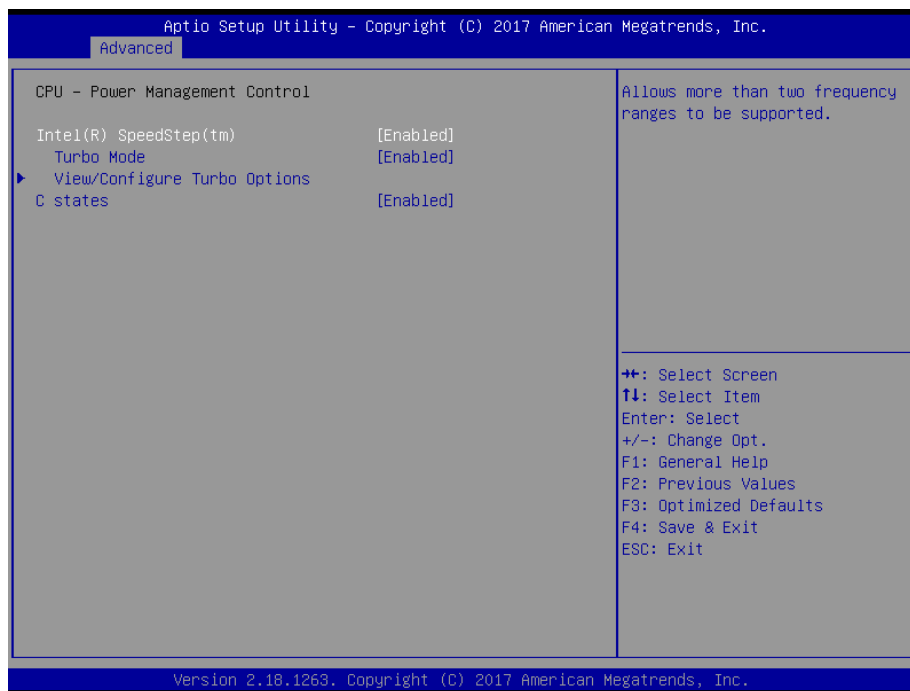 Aptio Setup Utility – Copyright (C) 2017 American Megatrends, Inc.
Advanced
CPU – Power Management Control
Intel(R) SpeedStep(tm) [Enabled]
Turbo Mode [Enabled]
View/Configure Turbo Options
C states [Enabled]
Allows more than two frequency
ranges to be supported.
→←: Select Screen
↑↓: Select Item
Enter: Select
+/-: Change Opt.
F1: General Help
F2: Previous Values
F3: Optimized Defaults
F4: Save & Exit
ESC: Exit
Version 2.18.1263. Copyright (C) 2017 American Megatrends, Inc.